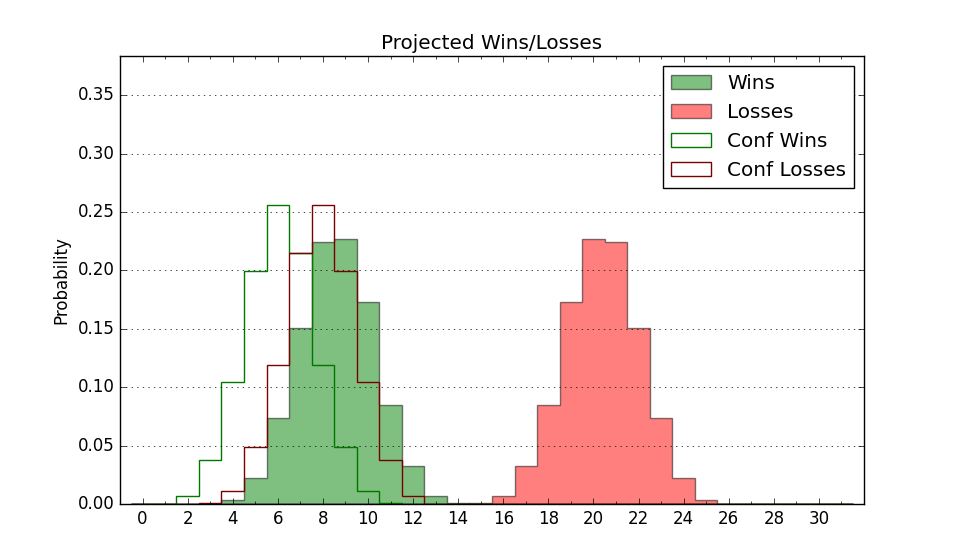 Projected Wins/Losses
Wins
Losses
Conf Wins
Conf Losses
Probability
0.35
0.30
0.25
0.20
0.15
0.10
0.05
0.00
0 2 4 6 8 10 12 14 16 18 20 22 24 26 28 30